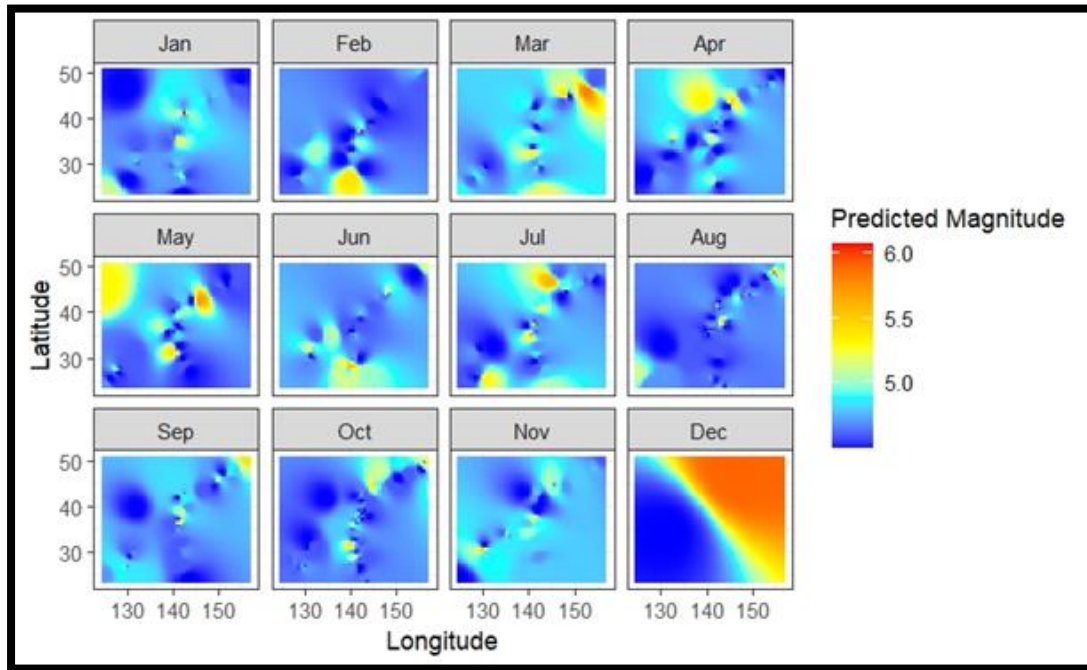 Jan Feb Mar Apr
50
40
30
May Jun Jul Aug
50
40
30
Sep Oct Nov Dec
50
40
30
130 140 150 130 140 150 130 140 150 130 140 150
Longitude
Latitude
Predicted Magnitude
6.0
5.5
5.0